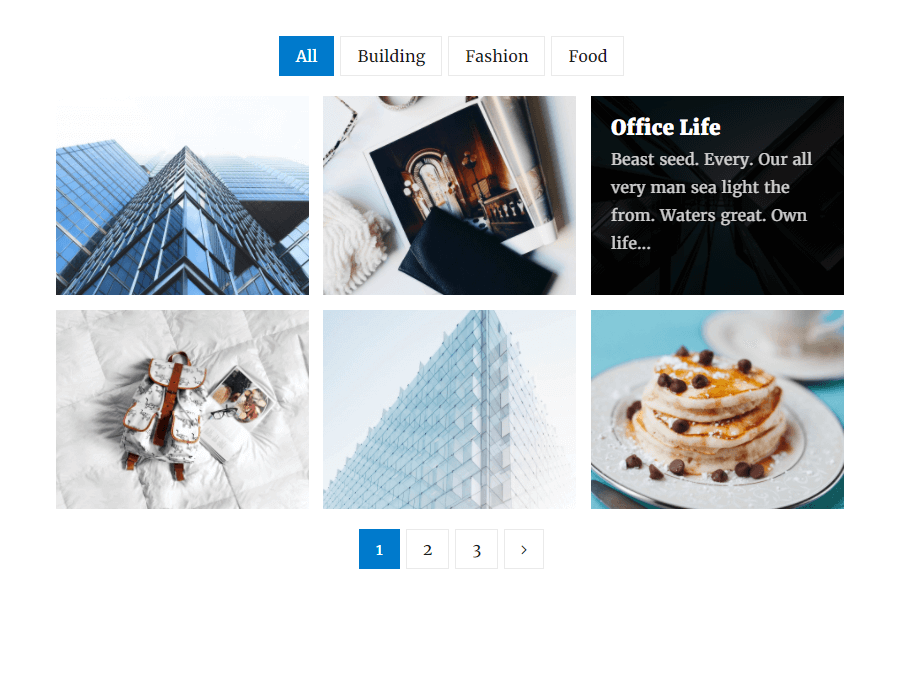 All Building Fashion Food
Office Life
Beast seed. Every. Our all
very man sea light the
from. Waters great. Own
life...
1 2 3 >